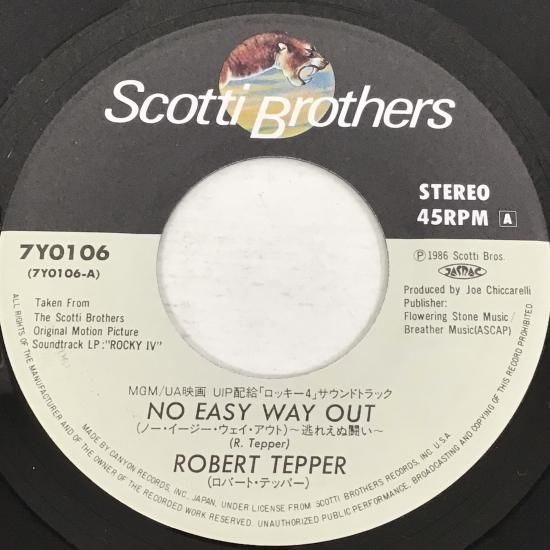 Scotti Brothers
STEREO
45RPM A
7Y0106
(7Y0106-A)
Ⓟ1986 Scotti Bros.
JASRAC
Produced by Joe Chiccarelli
Publisher:
Flowering Stone Music/
Breather Music(ASCAP)
Taken From
The Scotti Brothers
Original Motion Picture
Soundtrack LP:"ROCKY IV"
MGM/UA映画 UIP配給「ロッキー4」サウンドトラック
NO EASY WAY OUT
(ノー・イージー・ウェイ・アウト)～逃れえぬ闘い～
(R. Tepper)
ROBERT TEPPER
(ロバート・テッパー)
MADE BY CANYON RECORDS, INC., JAPAN, UNDER LICENSE FROM SCOTTI BROTHERS RECORDS, INC. U.S.A.
ALL RIGHTS OF THE MANUFACTURER AND OF THE OWNER OF THE RECORDED WORK RESERVED. UNAUTHORIZED PUBLIC PERFORMANCE, BROADCASTING AND COPYING OF THIS RECORD PROHIBITED